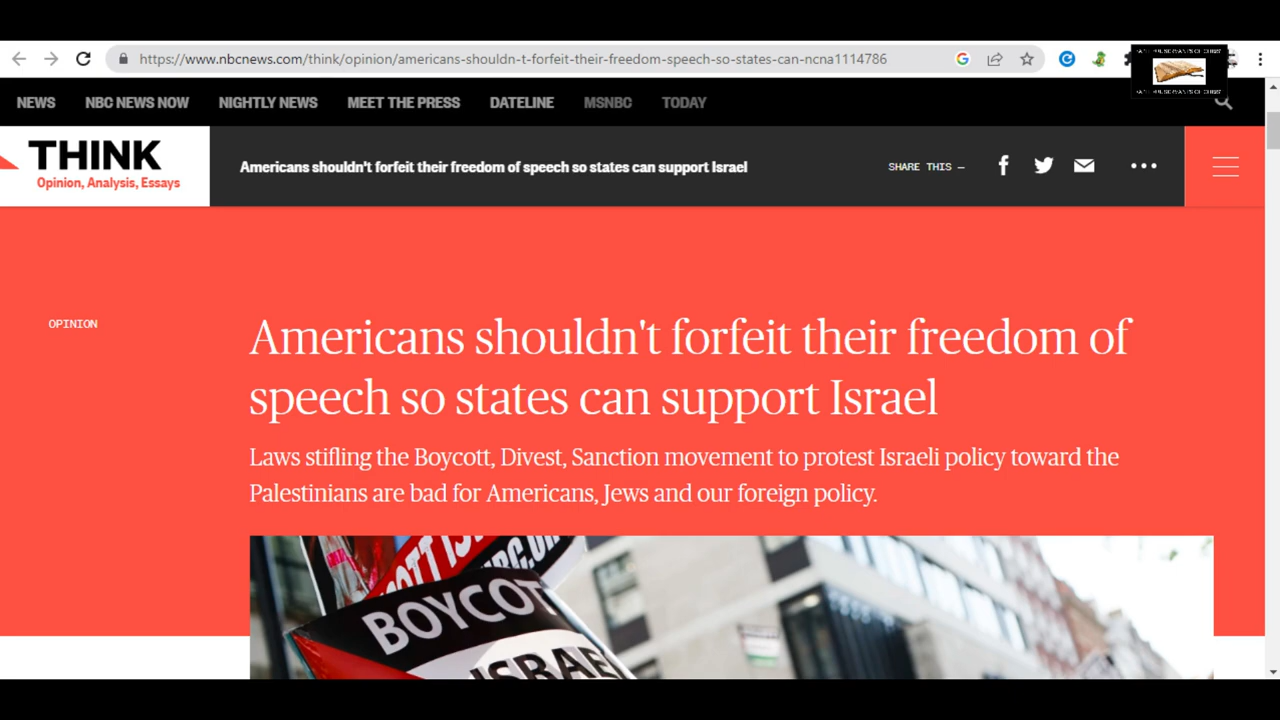 https://www.nbcnews.com/think/opinion/americans-shouldn-t-forfeit-their-freedom-speech-so-states-can-ncna1114786
NEWS NBC NEWS NOW NIGHTLY NEWS MEET THE PRESS DATELINE MSNBC TODAY
THINK
Opinion, Analysis, Essays
Americans shouldn't forfeit their freedom of speech so states can support Israel
SHARE THIS —
OPINION
Americans shouldn't forfeit their freedom of
speech so states can support Israel
Laws stifling the Boycott, Divest, Sanction movement to protest Israeli policy toward the
Palestinians are bad for Americans, Jews and our foreign policy.
BOYCOT
ISRAE